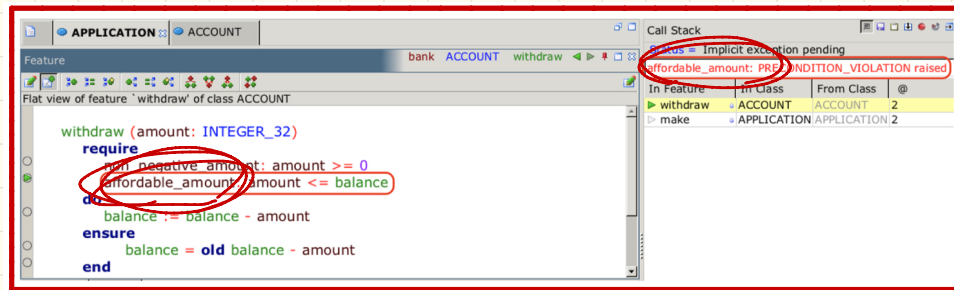 APPLICATION ACCOUNT
Feature bank ACCOUNT withdraw
Flat view of feature `withdraw' of class ACCOUNT
withdraw (amount: INTEGER_32)
require
non_negative_amount: amount >= 0
affordable_amount: amount <= balance
do
balance := balance - amount
ensure
balance = old balance - amount
end
Call Stack
Status = Implicit exception pending
affordable_amount: PRECONDITION_VIOLATION raised
In Feature In Class From Class @
withdraw ACCOUNT ACCOUNT 2
make APPLICATION APPLICATION 2